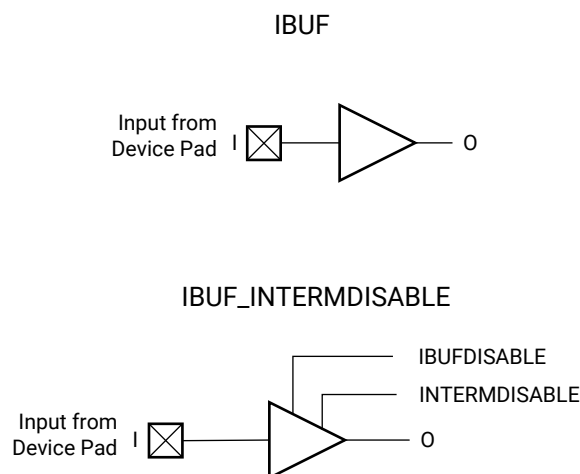 IBUF
Input from
Device Pad
I
O
IBUF_INTERMDISABLE
IBUFDISABLE
INTERMDISABLE
Input from
Device Pad
I
O